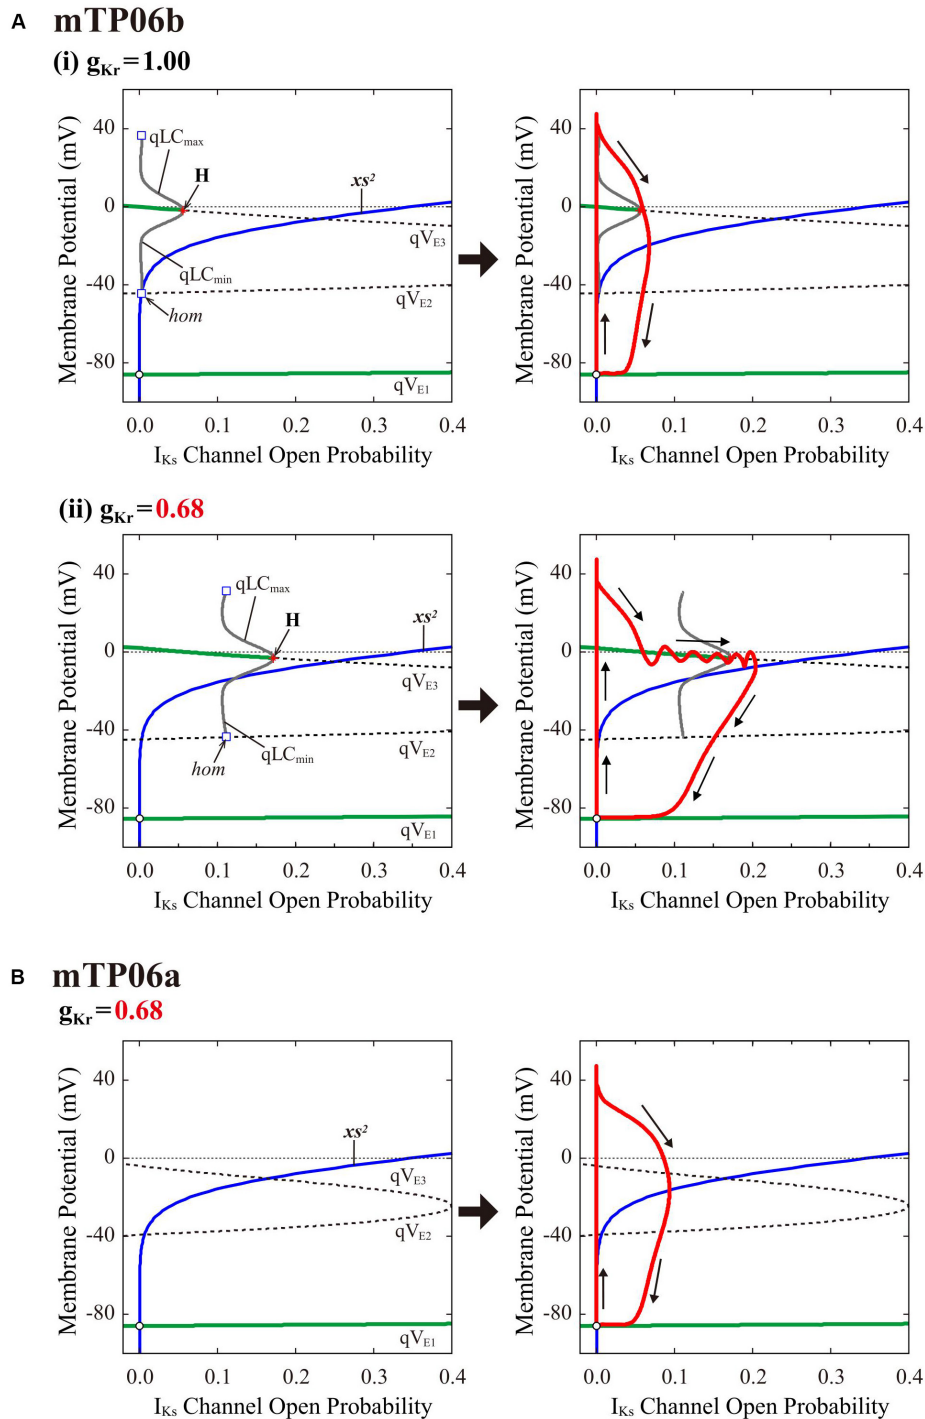 A mTP06b
(i) gKr=1.00
Membrane Potential (mV)
40
0
-40
-80
qLCmax
H
xs²
qVE3
qLCmin
qVE2
hom
qVE1
0.0 0.1 0.2 0.3 0.4
IKs Channel Open Probability
Membrane Potential (mV)
40
0
-40
-80
0.0 0.1 0.2 0.3 0.4
IKs Channel Open Probability
(ii) gKr=0.68
Membrane Potential (mV)
40
0
-40
-80
qLCmax
H
xs²
qVE3
qVE2
qLCmin
hom
qVE1
0.0 0.1 0.2 0.3 0.4
IKs Channel Open Probability
Membrane Potential (mV)
40
0
-40
-80
xs²
0.0 0.1 0.2 0.3 0.4
IKs Channel Open Probability
B mTP06a
gKr=0.68
Membrane Potential (mV)
40
0
-40
-80
xs²
qVE3
qVE2
qVE1
0.0 0.1 0.2 0.3 0.4
IKs Channel Open Probability
Membrane Potential (mV)
40
0
-40
-80
0.0 0.1 0.2 0.3 0.4
IKs Channel Open Probability